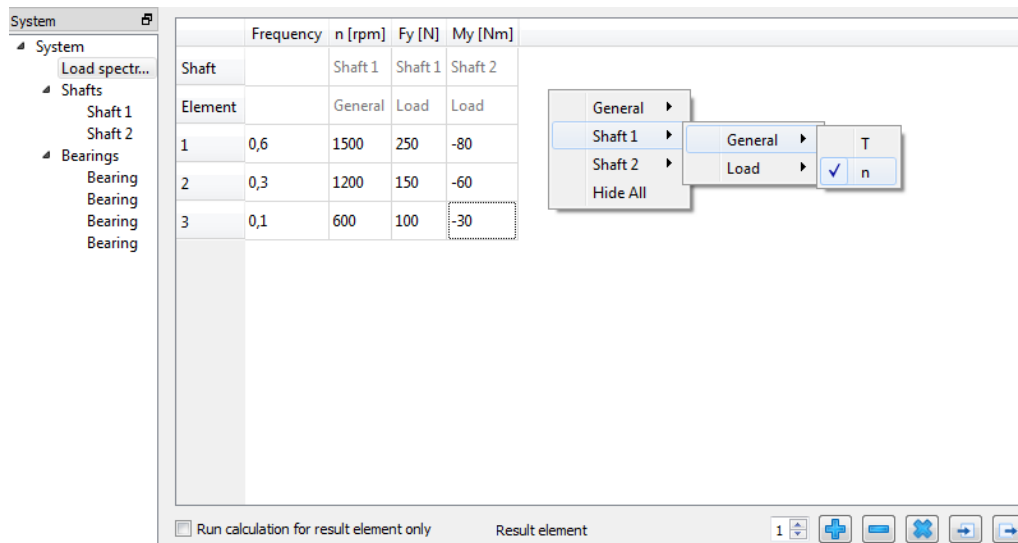 System
System
Load spectr...
Shafts
Shaft 1
Shaft 2
Bearings
Bearing
Bearing
Bearing
Bearing
Frequency n [rpm] Fy [N] My [Nm]
Shaft Shaft 1 Shaft 1 Shaft 2
Element General Load Load
1 0,6 1500 250 -80
2 0,3 1200 150 -60
3 0,1 600 100 -30
General
Shaft 1
Shaft 2
Hide All
General
Load
T
n
Run calculation for result element only Result element 1